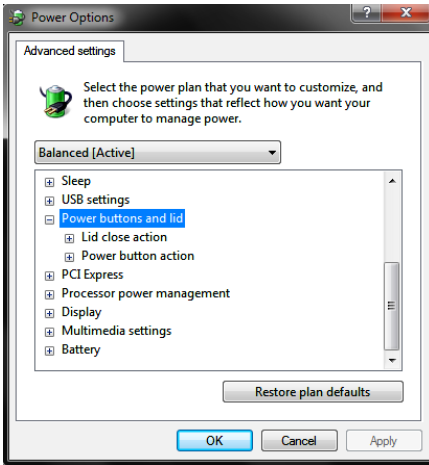 Power Options
Advanced settings
Select the power plan that you want to customize, and
then choose settings that reflect how you want your
computer to manage power.
Balanced [Active]
Sleep
USB settings
Power buttons and lid
Lid close action
Power button action
PCI Express
Processor power management
Display
Multimedia settings
Battery
Restore plan defaults
OK Cancel Apply